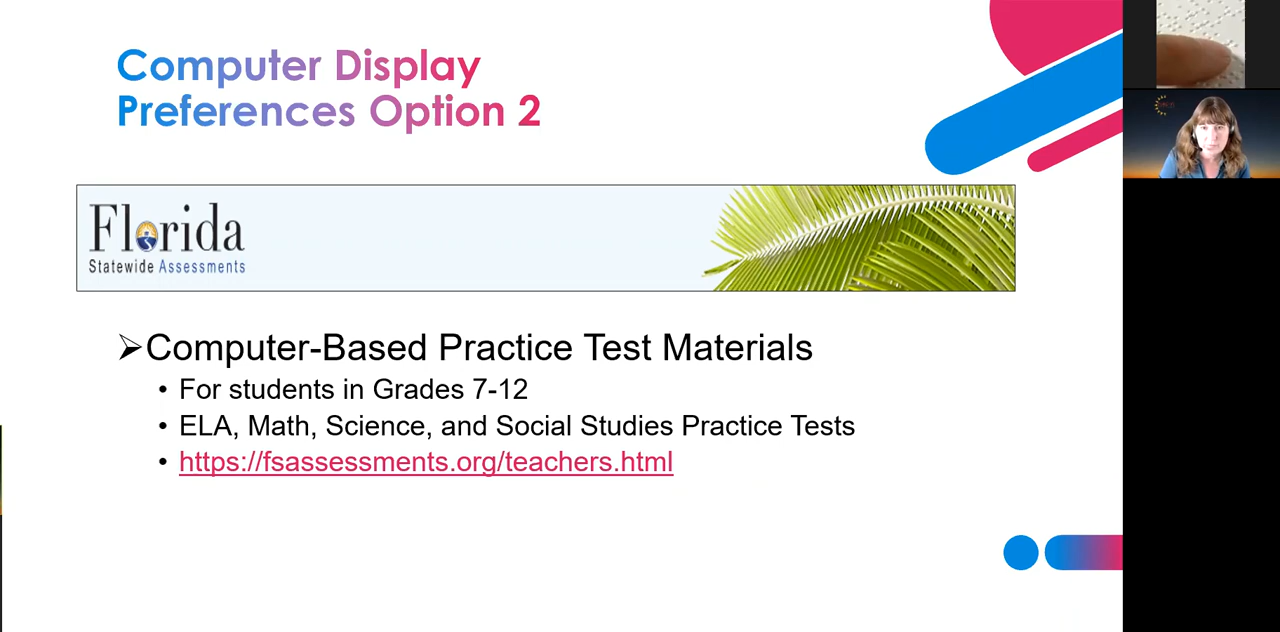 Computer Display
Preferences Option 2
Florida
Statewide Assessments
➢Computer-Based Practice Test Materials
• For students in Grades 7-12
• ELA, Math, Science, and Social Studies Practice Tests
• https://fsassessments.org/teachers.html